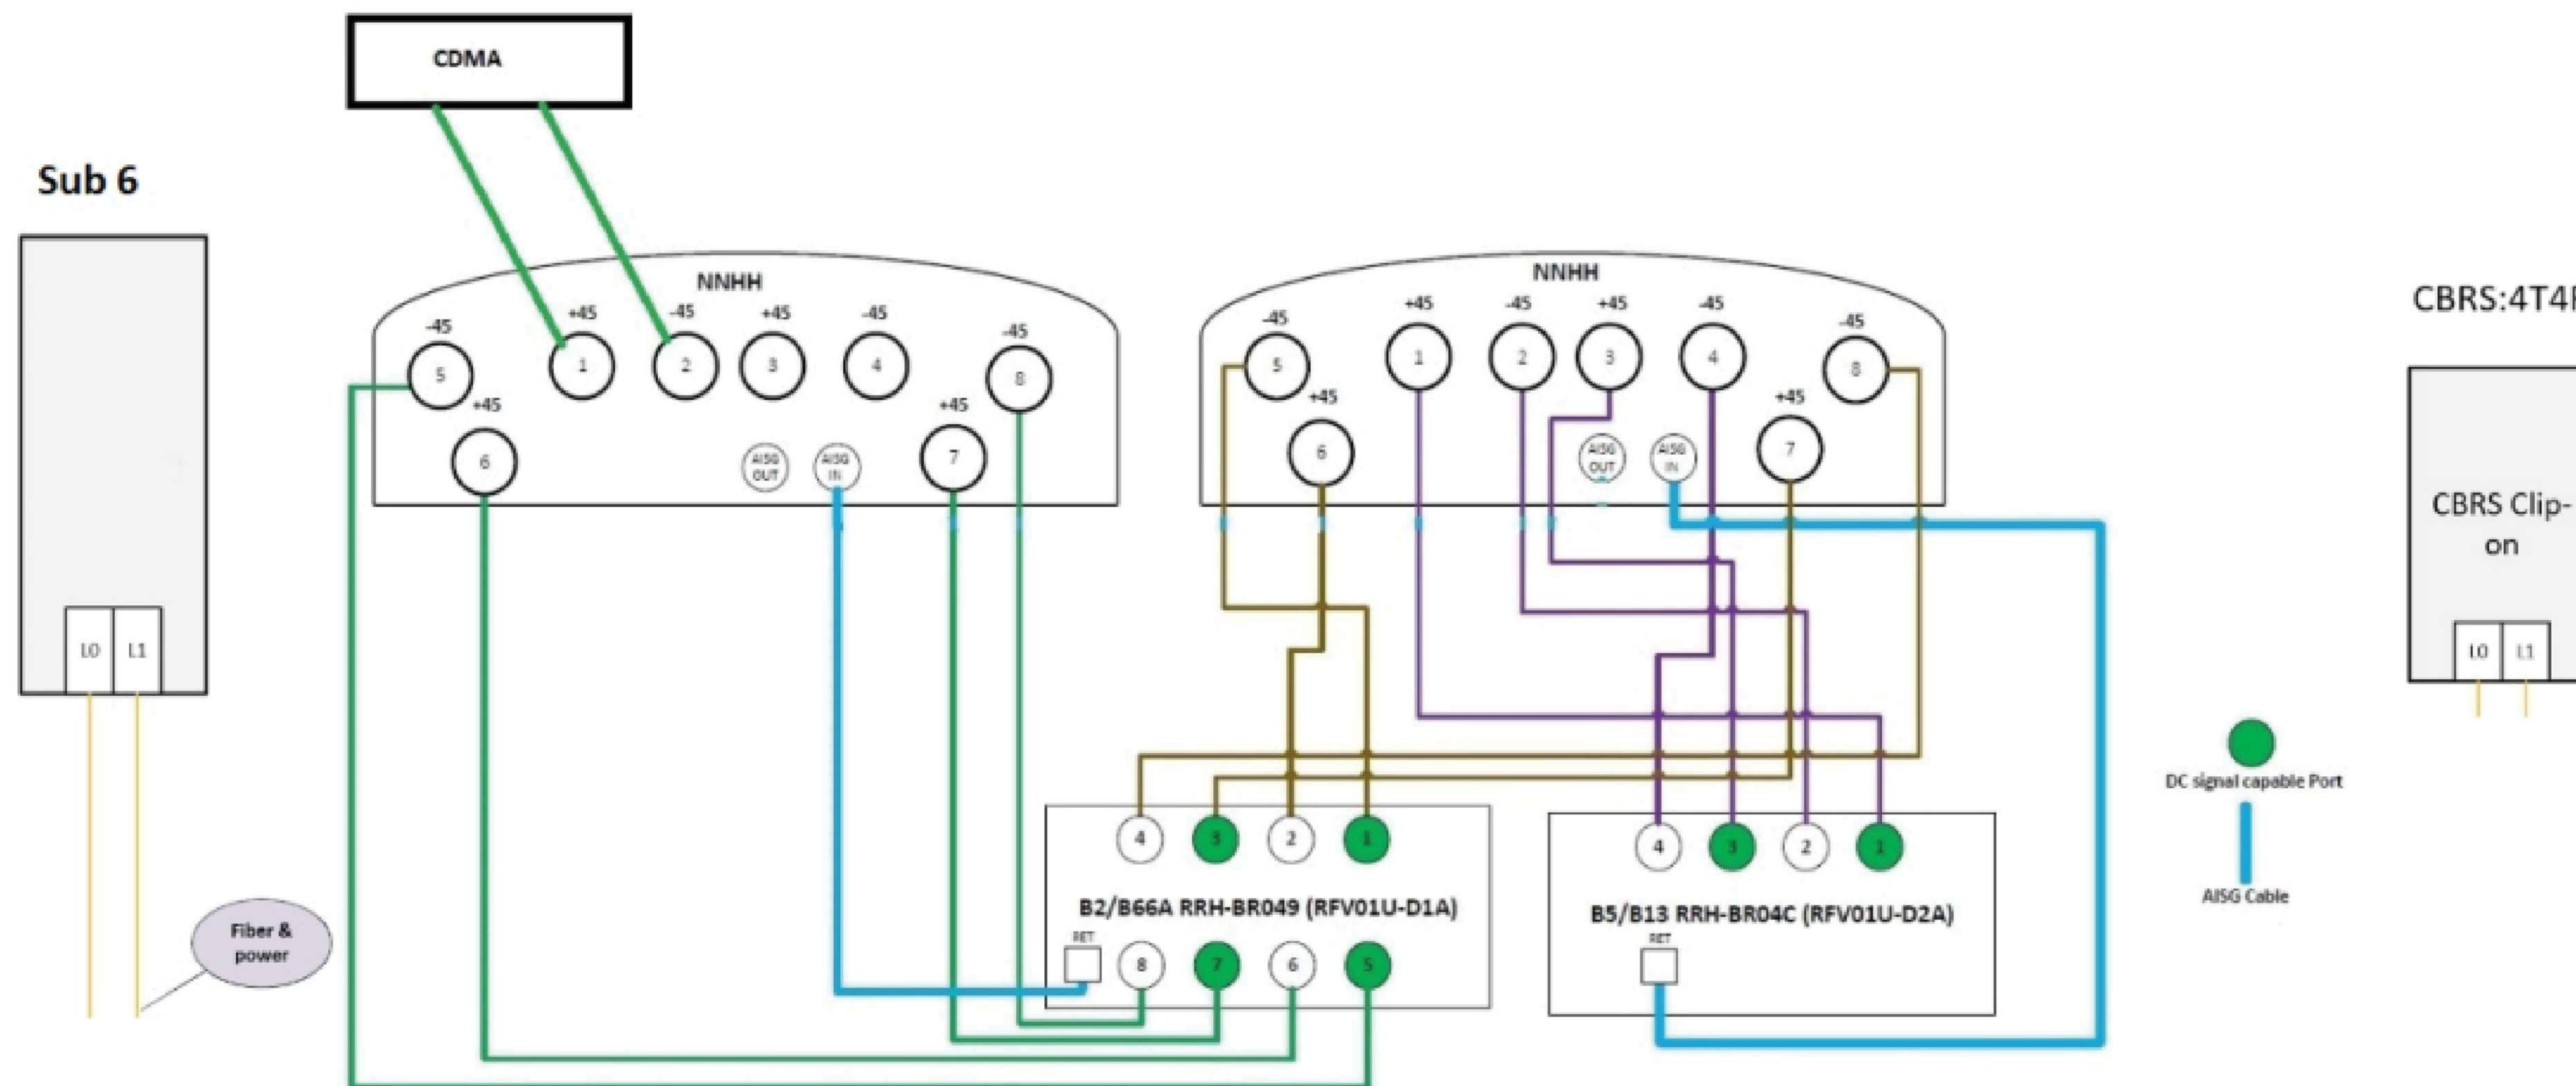 CDMA
Sub 6
L0 L1
Fiber &
power
NNHH
-45 +45 -45 +45 -45 -45
5 1 2 3 4 8
+45 +45
6 7
AISG
OUT
AISG
IN
NNHH
-45 +45 -45 +45 -45 -45
5 1 2 3 4 8
+45 +45
6 7
AISG
OUT
AISG
IN
4 3 2 1
B2/B66A RRH-BR049 (RFV01U-D1A)
RET
8 7 6 5
4 3 2 1
B5/B13 RRH-BR04C (RFV01U-D2A)
RET
DC signal capable Port
AISG Cable
CBRS:4T4
CBRS Clip-
on
L0 L1